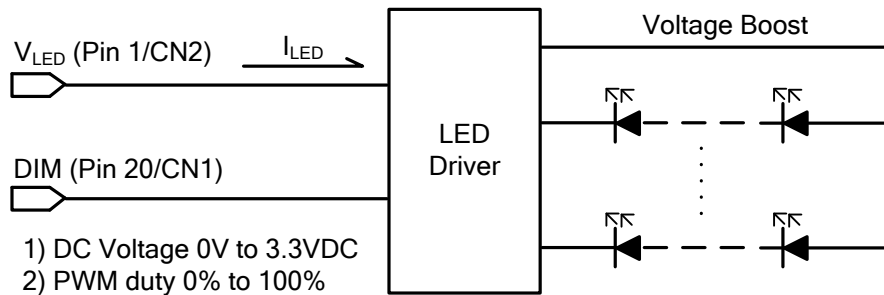 V_LED (Pin 1/CN2)
I_LED
Voltage Boost
LED
Driver
DIM (Pin 20/CN1)
1) DC Voltage 0V to 3.3VDC
2) PWM duty 0% to 100%